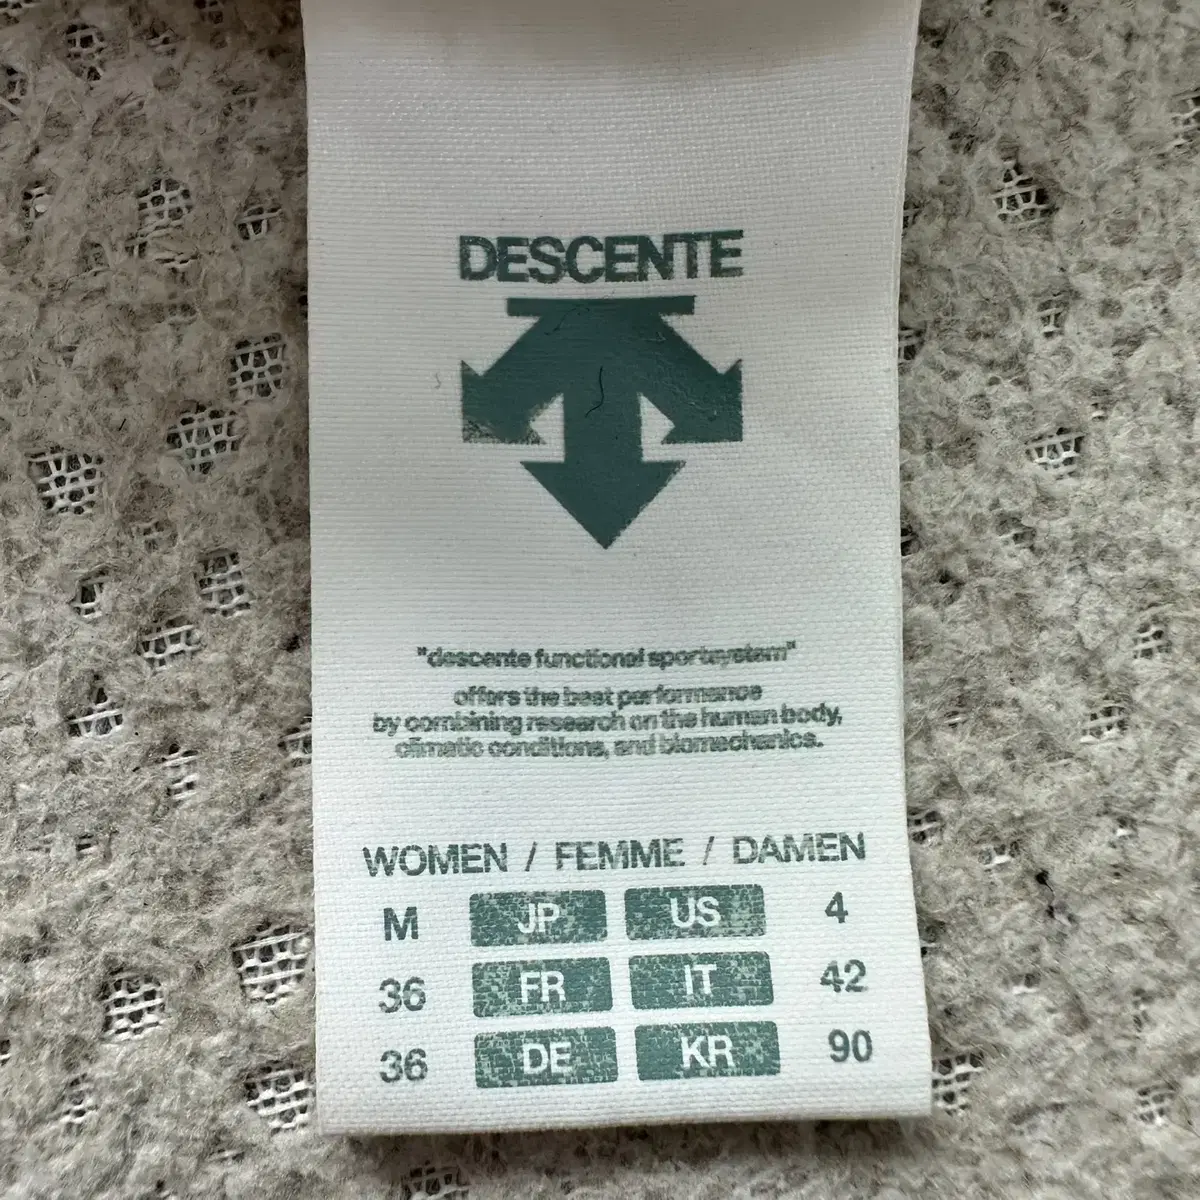 DESCENTE
"descente functional sportsystem"
offers the best performance
by combining research on the human body,
climatic conditions, and biomechanics.
WOMEN / FEMME / DAMEN
M JP US 4
36 FR IT 42
36 DE KR 90